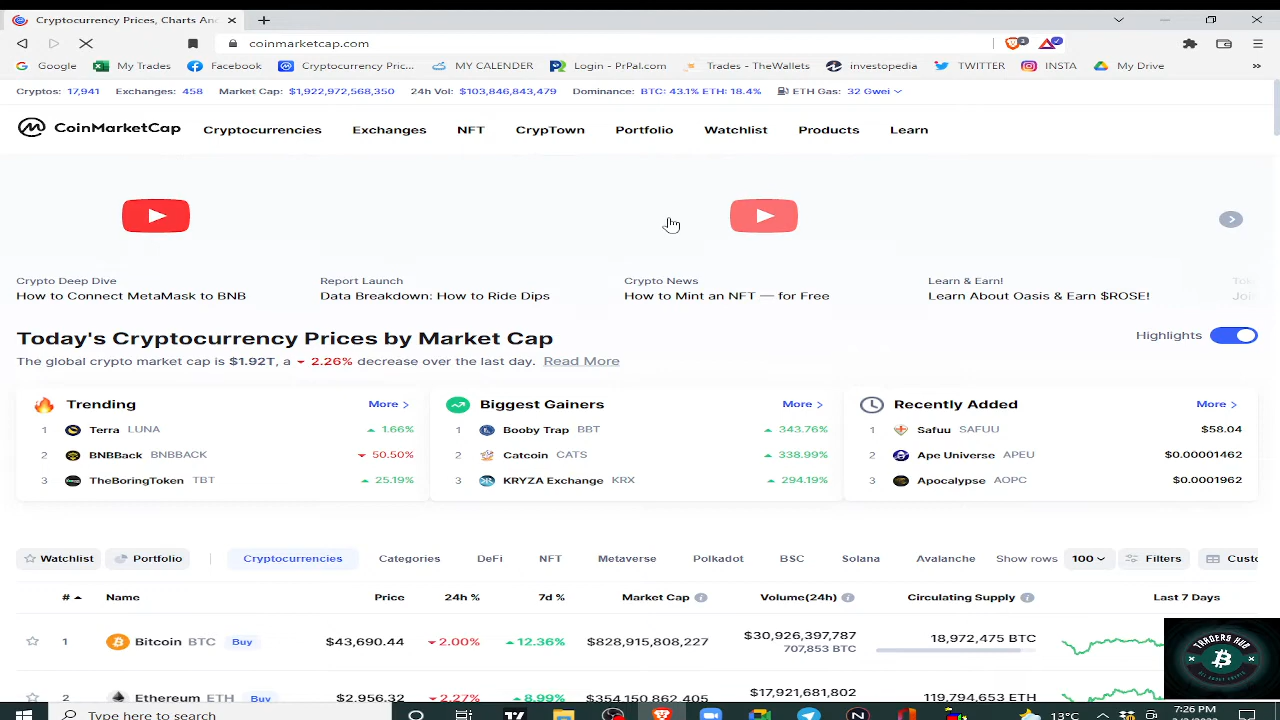 Cryptocurrency Prices, Charts An
coinmarketcap.com
Google My Trades Facebook Cryptocurrency Pric... MY CALENDER Login - PrPal.com Trades - TheWallets investopedia TWITTER INSTA My Drive »
Cryptos: 17,941 Exchanges: 458 Market Cap: $1,922,972,568,350 24h Vol: $103,846,843,479 Dominance: BTC: 43.1% ETH: 18.4% ETH Gas: 32 Gwei
CoinMarketCap Cryptocurrencies Exchanges NFT CrypTown Portfolio Watchlist Products Learn
Crypto Deep Dive Report Launch Crypto News Learn & Earn!
How to Connect MetaMask to BNB Data Breakdown: How to Ride Dips How to Mint an NFT — for Free Learn About Oasis & Earn $ROSE!
Today's Cryptocurrency Prices by Market Cap Highlights
The global crypto market cap is $1.92T, a 2.26% decrease over the last day. Read More
Trending More > Biggest Gainers More > Recently Added More >
1 Terra LUNA 1.66% 1 Booby Trap BBT 343.76% 1 Safuu SAFUU $58.04
2 BNBBack BNBBACK 50.50% 2 Catcoin CATS 338.99% 2 Ape Universe APEU $0.00001462
3 TheBoringToken TBT 25.19% 3 KRYZA Exchange KRX 294.19% 3 Apocalypse AOPC $0.0001962
Watchlist Portfolio Cryptocurrencies Categories DeFi NFT Metaverse Polkadot BSC Solana Avalanche Show rows 100 Filters Custo
# Name Price 24h % 7d % Market Cap Volume(24h) Circulating Supply Last 7 Days
1 Bitcoin BTC Buy $43,690.44 2.00% 12.36% $828,915,808,227 $30,926,397,787 18,972,475 BTC
707,853 BTC
2 Ethereum ETH Buy $2,956.32 2.27% 8.99% $354,150,862,405 $17,921,681,802 119,794,653 ETH
TRADERS HUB
Type here to search 13°C 7:26 PM